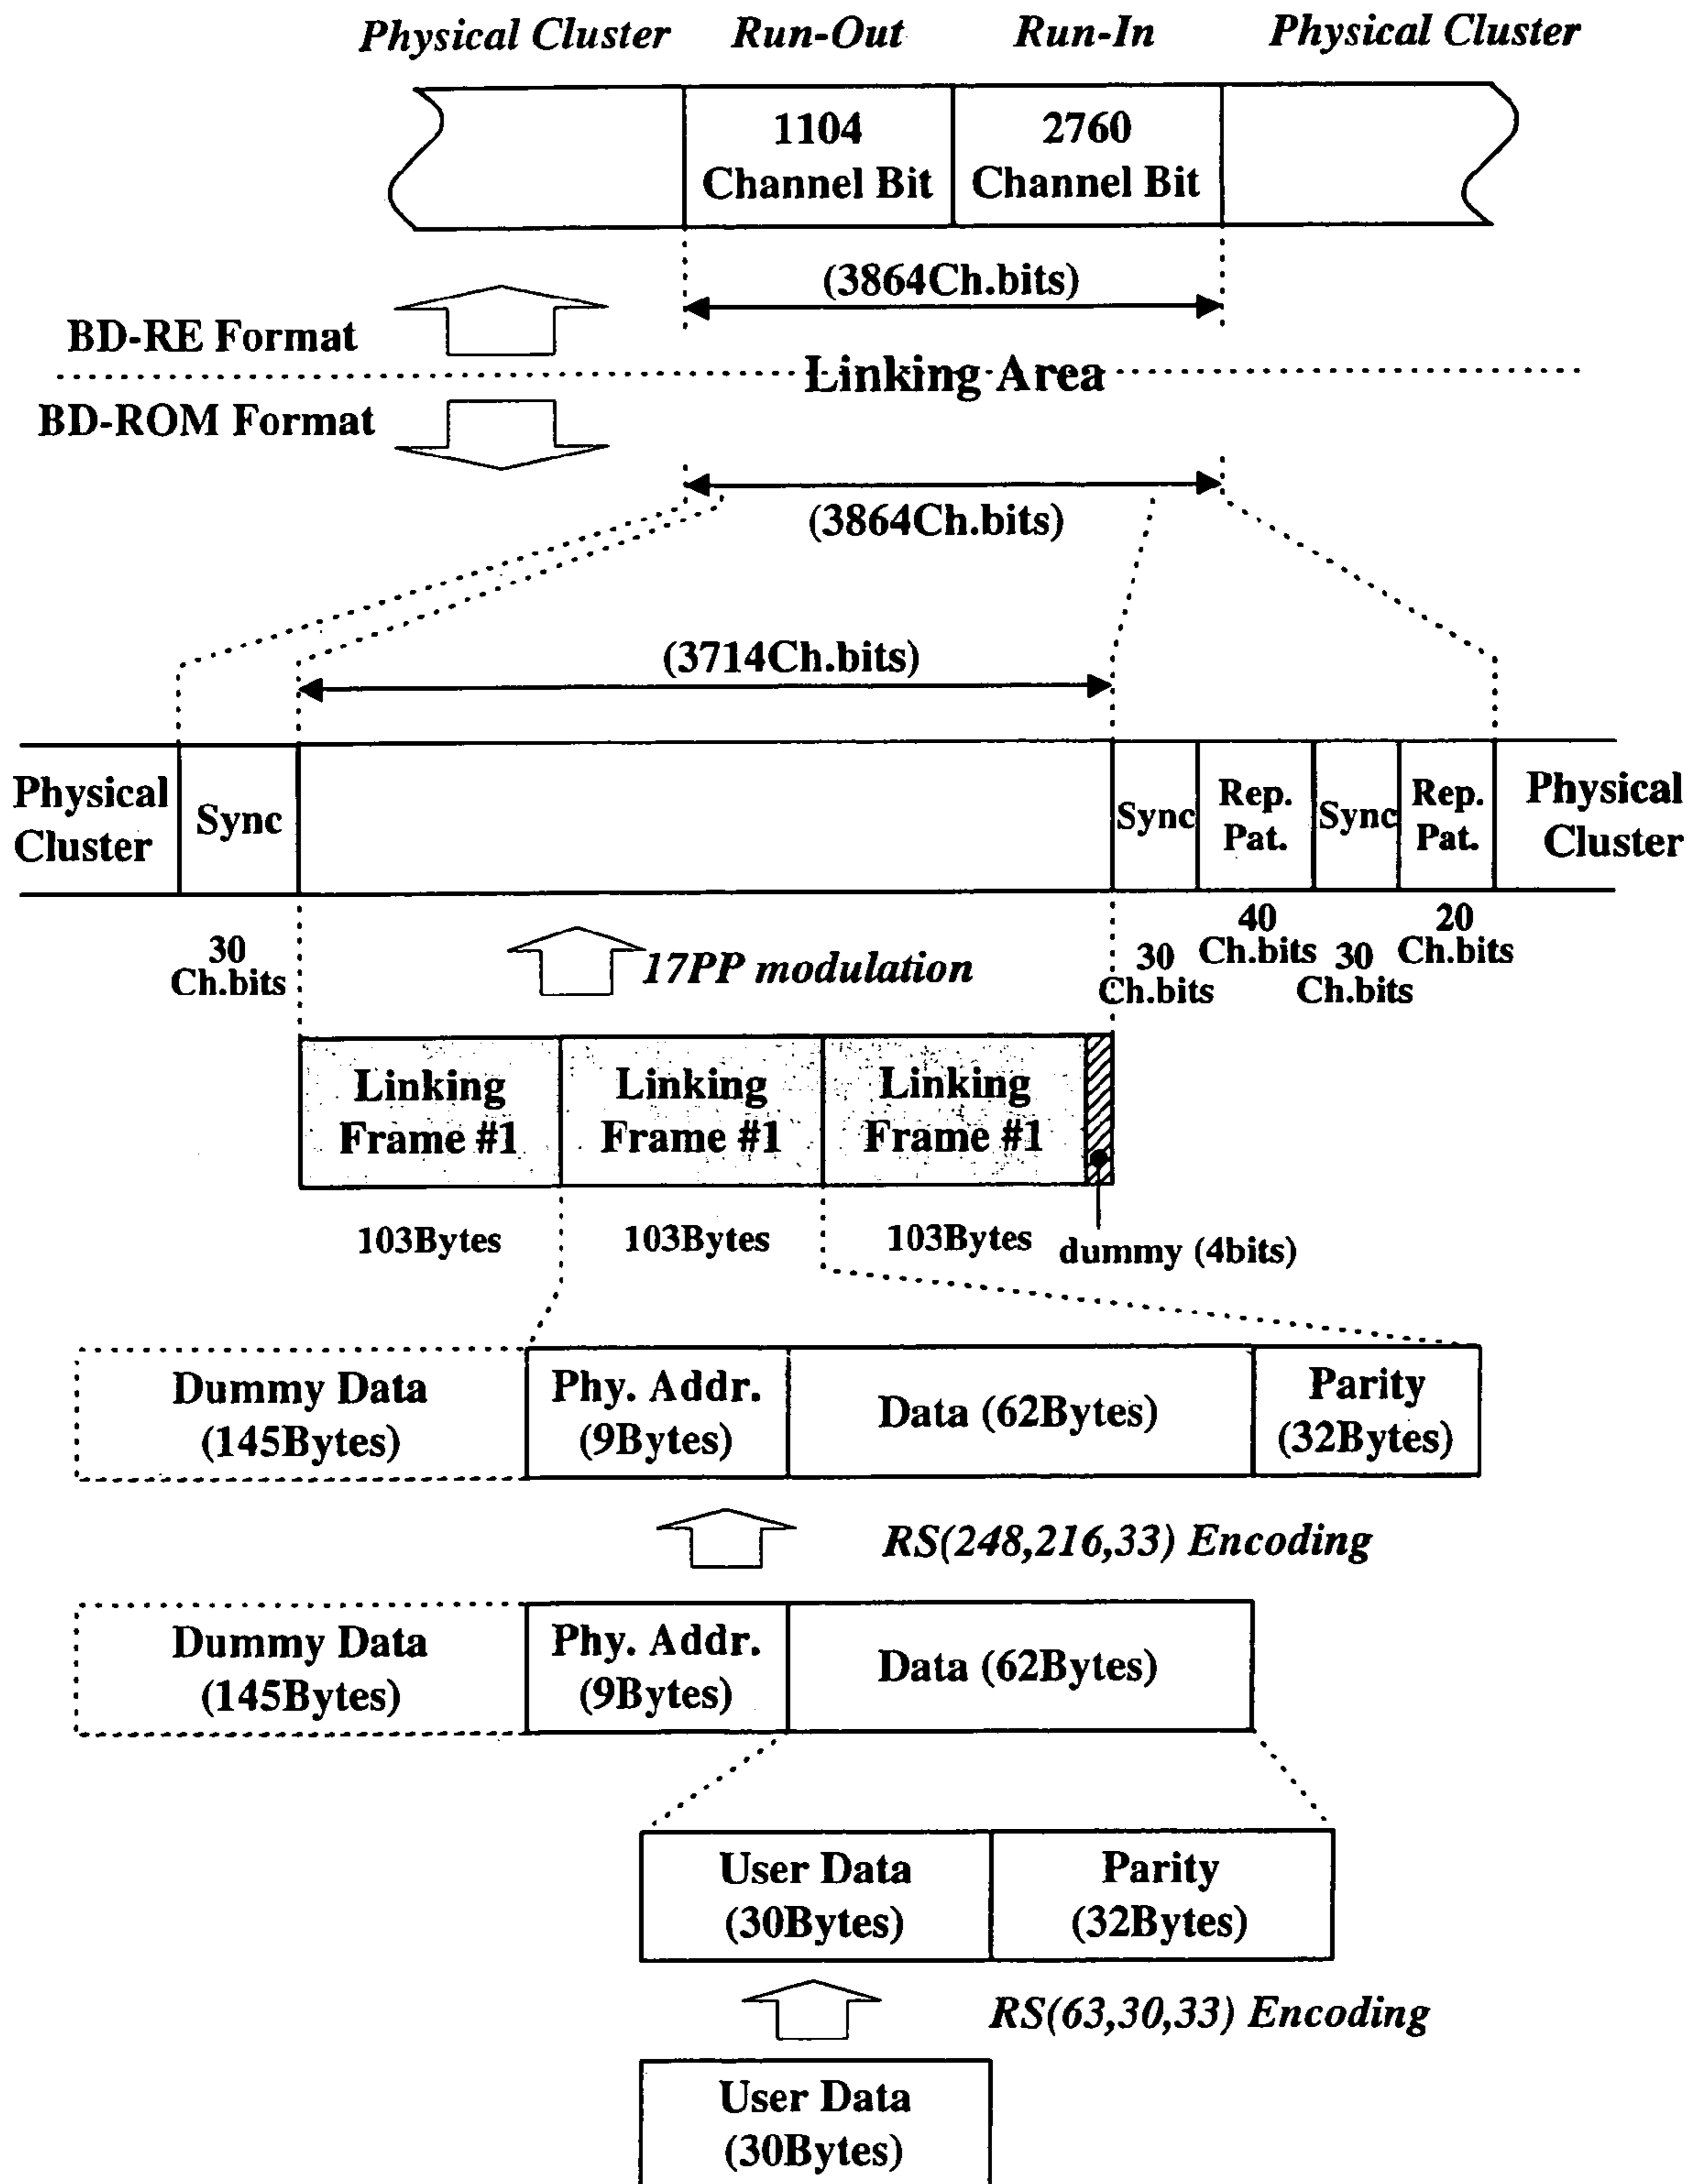 Physical Cluster Run-Out Run-In Physical Cluster
1104 2760
Channel Bit Channel Bit
(3864Ch.bits)
BD-RE Format
Linking Area
BD-ROM Format
(3864Ch.bits)
(3714Ch.bits)
Physical Cluster
Sync
Sync
Rep. Pat.
Sync
Rep. Pat.
Physical Cluster
30 Ch.bits
17PP modulation
30 Ch.bits
40 Ch.bits
30 Ch.bits
20 Ch.bits
Linking Linking Linking
Frame #1 Frame #1 Frame #1
103Bytes 103Bytes 103Bytes dummy (4bits)
Dummy Data Phy. Addr. Data (62Bytes) Parity
(145Bytes) (9Bytes) (32Bytes)
RS(248,216,33) Encoding
Dummy Data Phy. Addr. Data (62Bytes)
(145Bytes) (9Bytes)
User Data Parity
(30Bytes) (32Bytes)
RS(63,30,33) Encoding
User Data
(30Bytes)